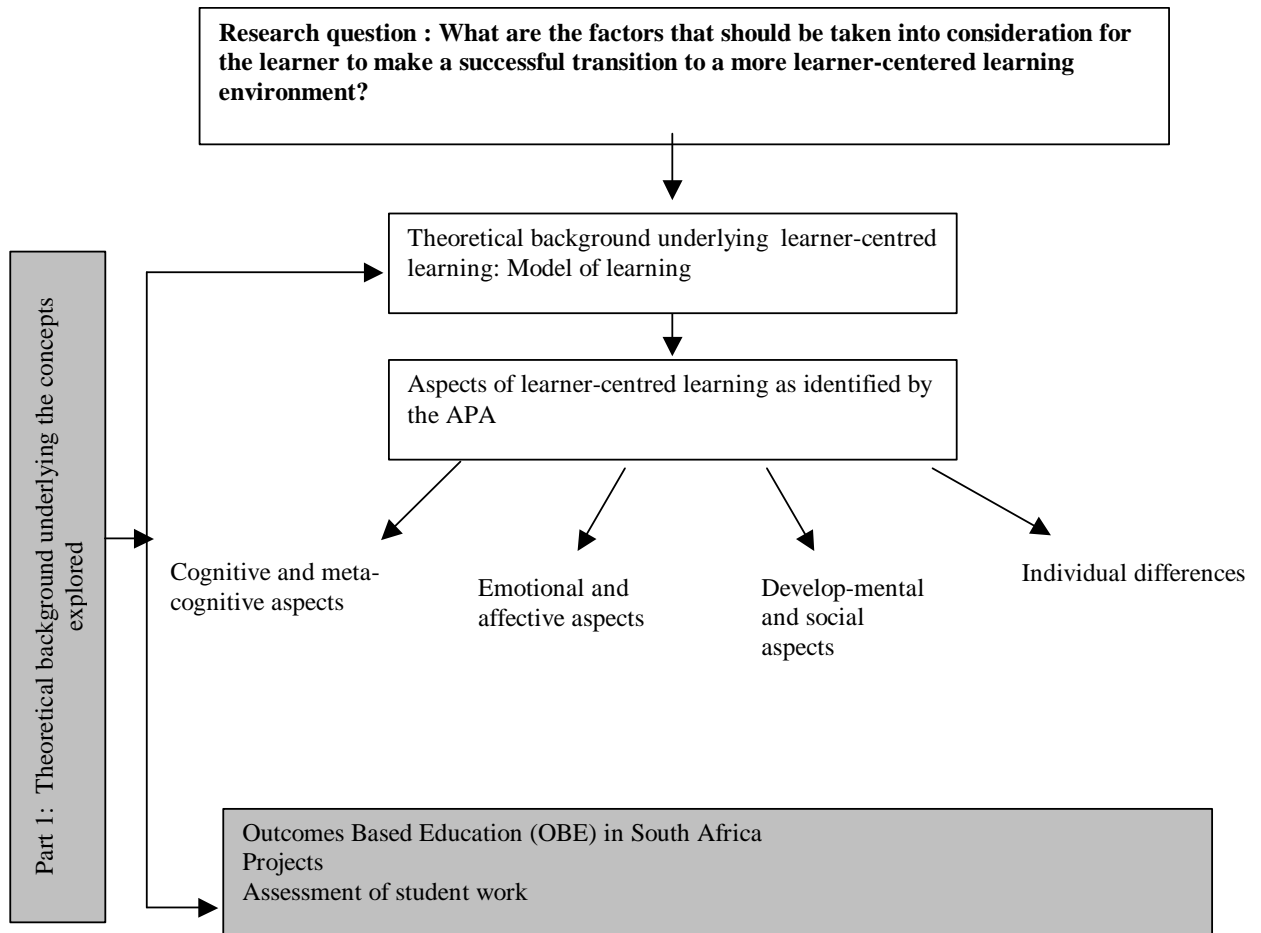 Research question : What are the factors that should be taken into consideration for
the learner to make a successful transition to a more learner-centered learning
environment?
Theoretical background underlying learner-centred
learning: Model of learning
Aspects of learner-centred learning as identified by
the APA
Part 1: Theoretical background underlying the concepts
explored
Cognitive and meta-
cognitive aspects
Emotional and
affective aspects
Develop-mental
and social
aspects
Individual differences
Outcomes Based Education (OBE) in South Africa
Projects
Assessment of student work